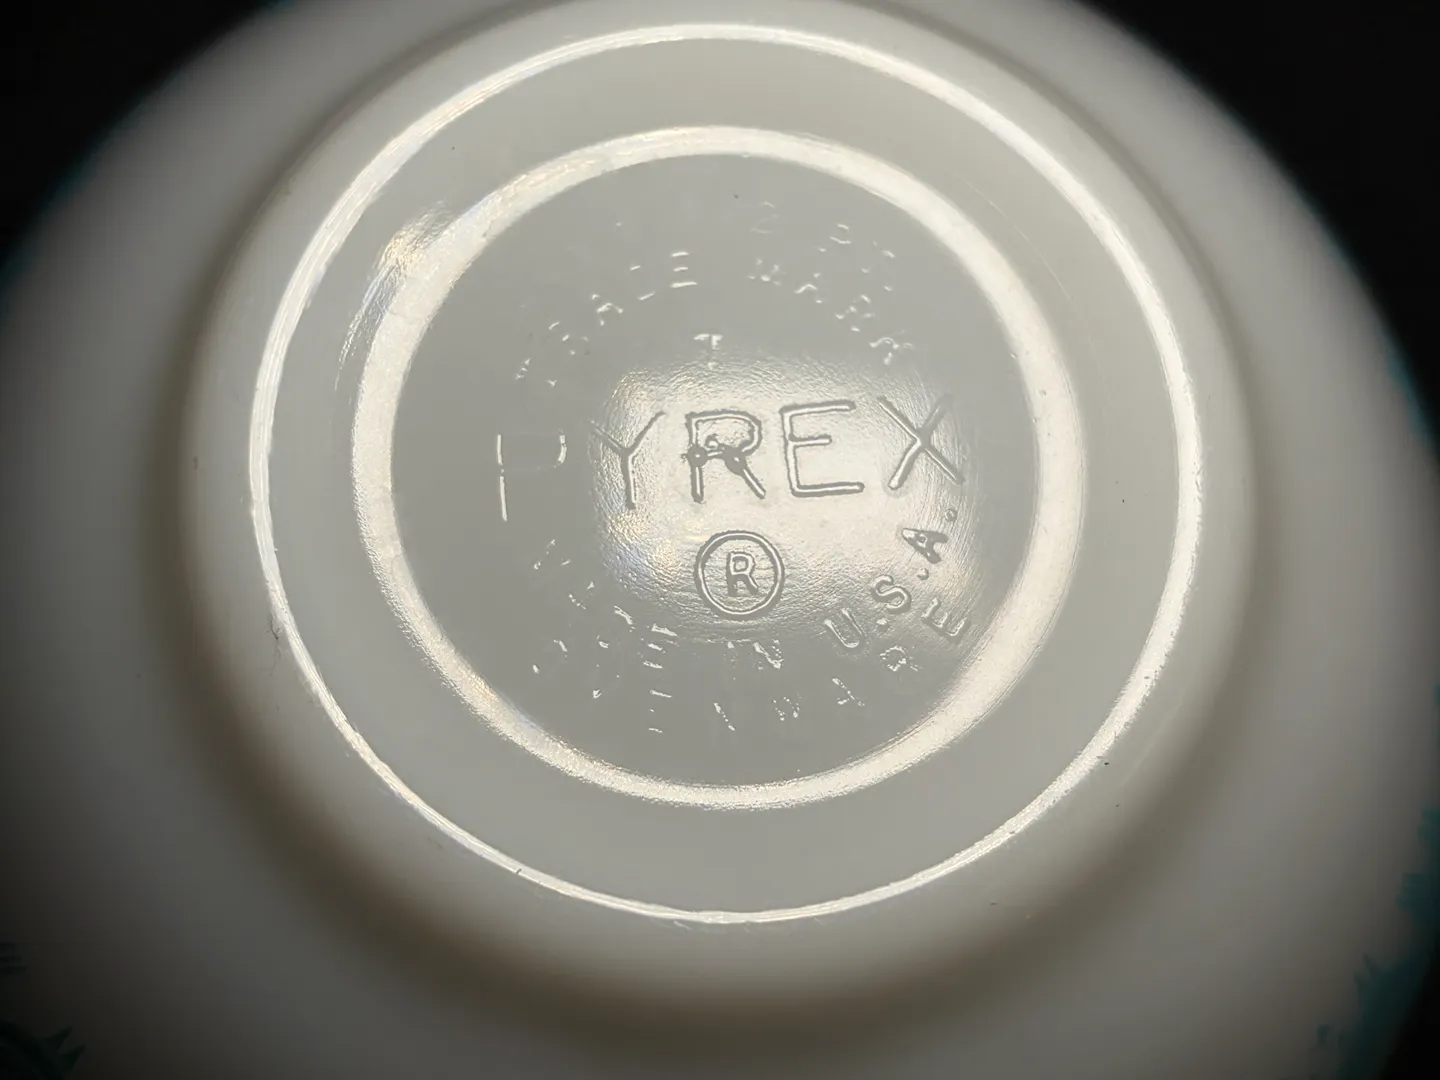 TRADE MARK
T
PYREX
®
MADE IN U.S.A.
OVENWARE